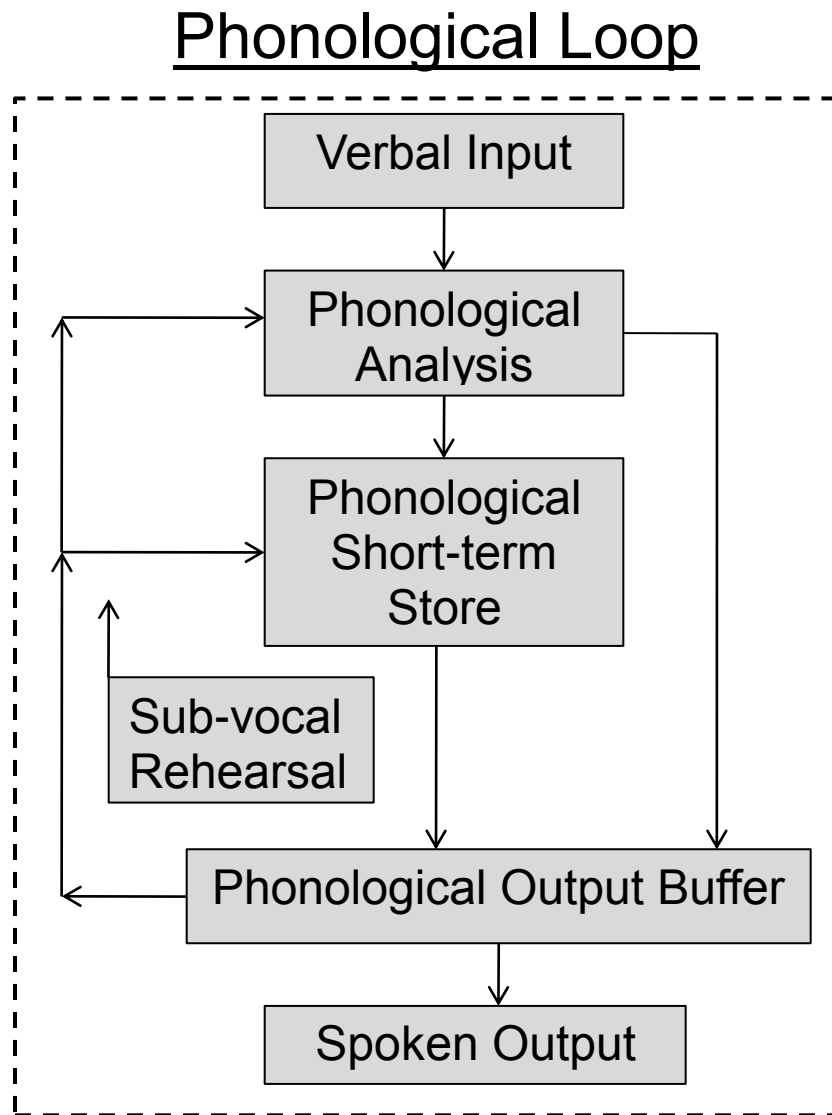 Phonological Loop
Verbal Input
Phonological
Analysis
Phonological
Short-term
Store
Sub-vocal
Rehearsal
Phonological Output Buffer
Spoken Output